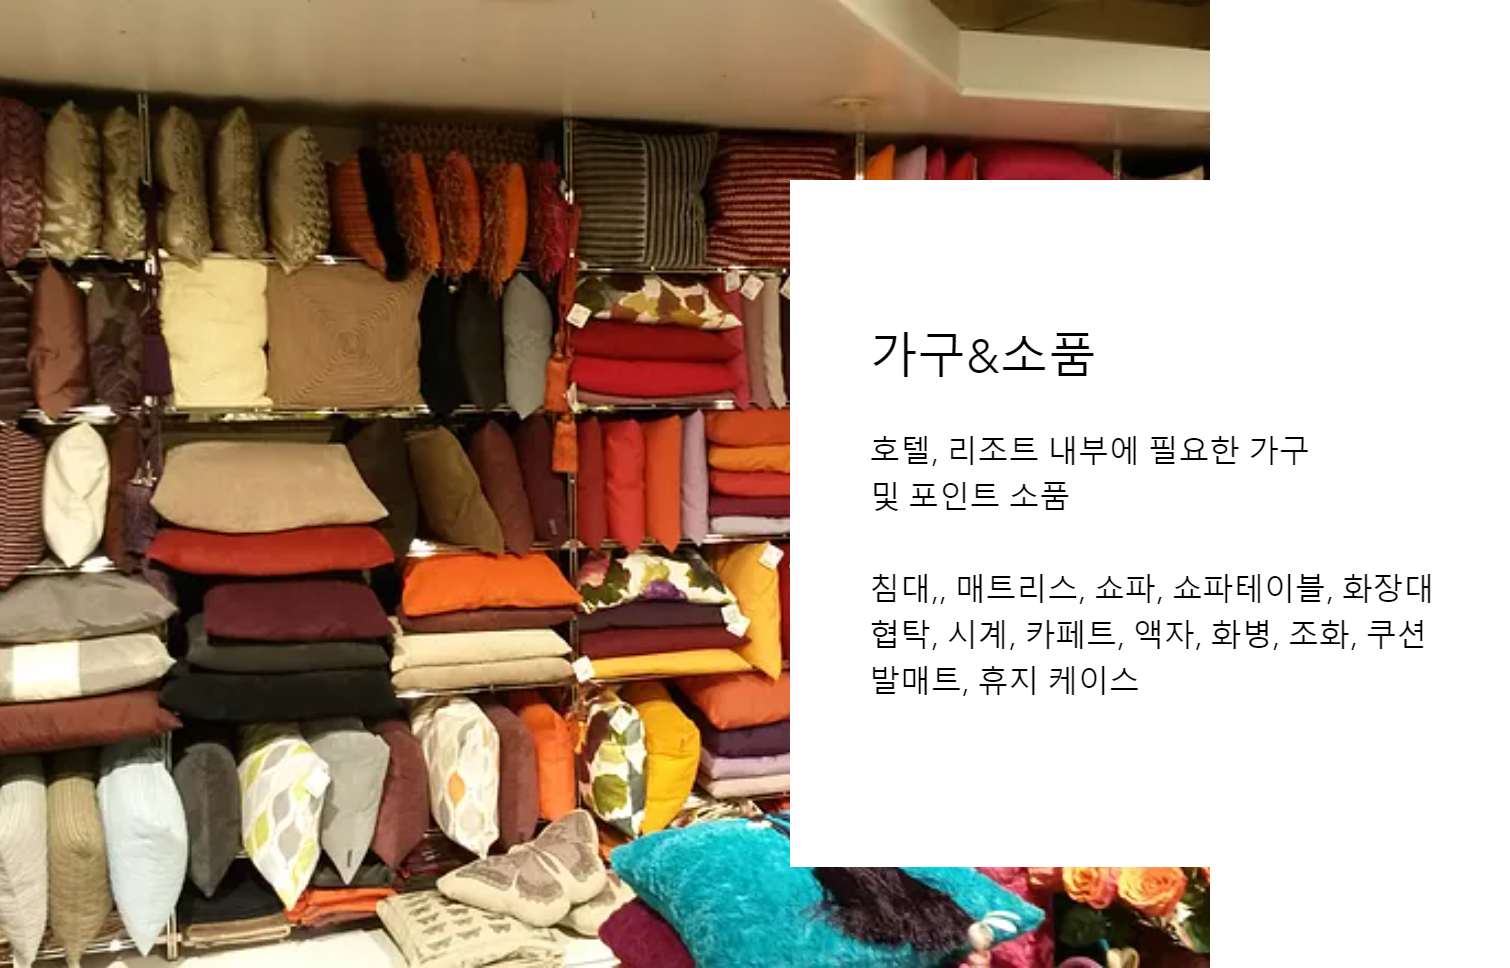 가구&소품
호텔, 리조트 내부에 필요한 가구
및 포인트 소품
침대,, 매트리스, 쇼파, 쇼파테이블, 화장대
협탁, 시계, 카페트, 액자, 화병, 조화, 쿠션
발매트, 휴지 케이스